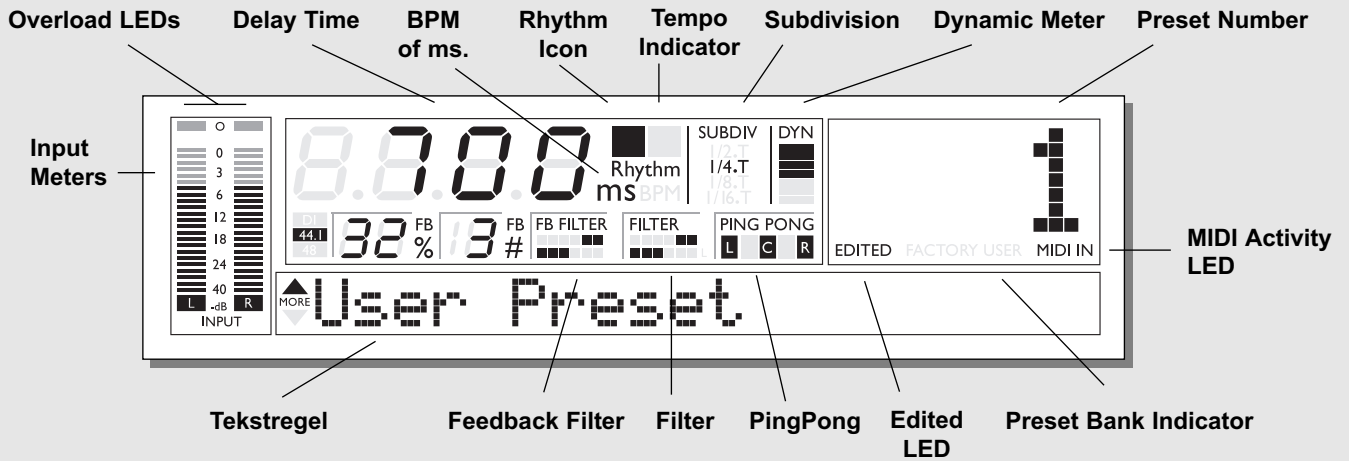 Overload LEDs
Delay Time
BPM
of ms.
Rhythm
Icon
Tempo
Indicator
Subdivision
Dynamic Meter
Preset Number
Input
Meters
O
0
3
6
12
18
24
40
L -dB R
INPUT
700
Rhythm
ms BPM
SUBDIV
1/2.T
1/4.T
1/8.T
1/16.T
DYN
1
DI
44.1
48
32 FB %
3 FB #
FB FILTER
FILTER
L
PING PONG
L C R
EDITED FACTORY USER MIDI IN
MORE
User Preset
MIDI Activity
LED
Tekstregel
Feedback Filter
Filter
PingPong
Edited
LED
Preset Bank Indicator